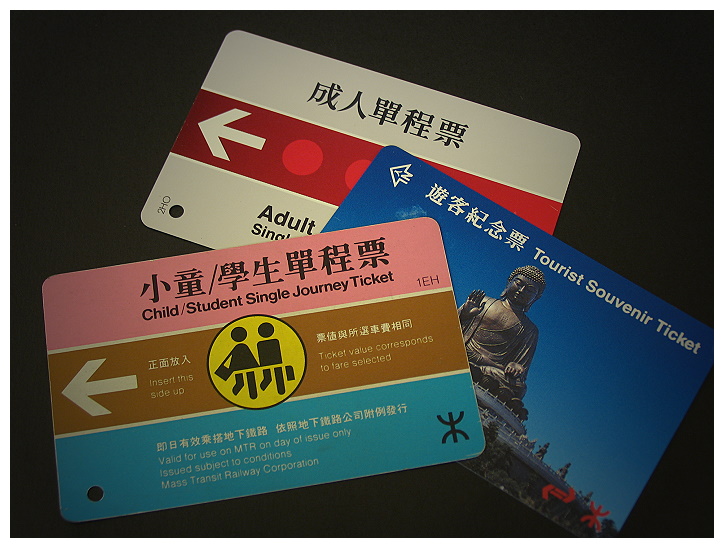 成人單程票
2HO
Adult
遊客紀念票 Tourist Souvenir Ticket
小童/學生單程票
Child/Student Single Journey Ticket
1EH
正面放入
Insert this
side up
票值與所選車費相同
Ticket value corresponds
to fare selected
即日有效乘搭地下鐵路 依照地下鐵路公司附例發行
Valid for use on MTR on day of issue only
Issued subject to conditions
Mass Transit Railway Corporation